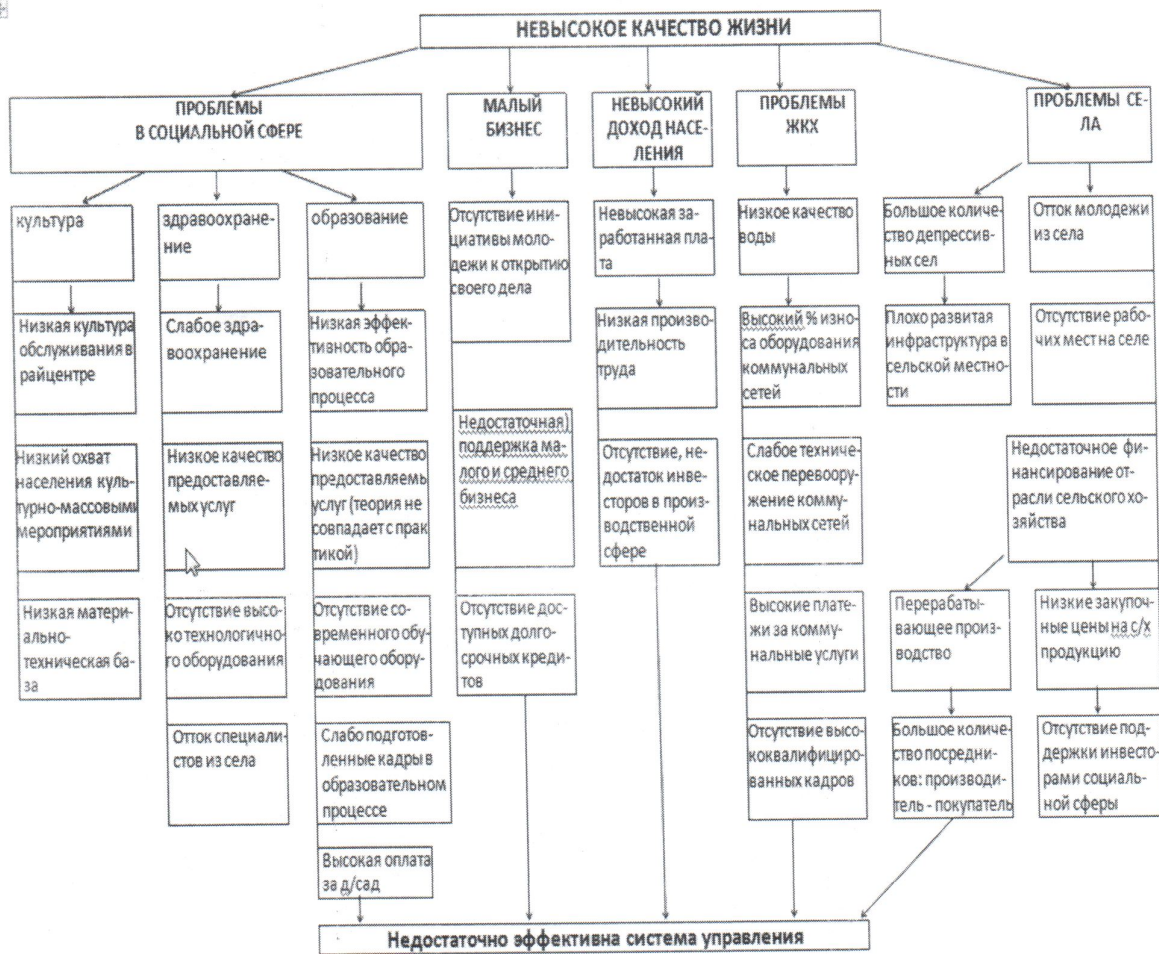 НЕВЫСОКОЕ КАЧЕСТВО ЖИЗНИ
ПРОБЛЕМЫ
В СОЦИАЛЬНОЙ СФЕРЕ
МАЛЫЙ
БИЗНЕС
НЕВЫСОКИЙ
ДОХОД НАСЕ-
ЛЕНИЯ
ПРОБЛЕМЫ
ЖКХ
ПРОБЛЕМЫ СЕ-
ЛА
культура
здравоохране-
ние
образование
Отсутствие ини-
циативы моло-
дежи к открытию
своего дела
Невысокая за-
работанная пла-
та
Низкое качество
воды
Большое количе-
ство депрессив-
ных сел
Отток молодежи
из села
Низкая культура
обслуживания в
райцентре
Слабое здра-
воохранение
Низкая эффек-
тивность обра-
зовательного
процесса
Низкая произво-
дительность
труда
Высокий % изно-
са оборудования
коммунальных
сетей
Плохо развитая
инфраструктура в
сельской местно-
сти
Отсутствие рабо-
чих мест на селе
Низкий охват
населения куль-
турно-массовыми
мероприятиями
Низкое качество
предоставляе-
мых услуг
Низкое качество
предоставляемь
услуг (теория не
совпадает с прак
тикой)
Недостаточная)
поддержка ма-
лого и среднего
бизнеса
Отсутствие, не-
достаток инве-
сторов в произ-
водственной
сфере
Слабое техниче-
ское перевоору-
жение комму-
нальных сетей
Недостаточное фи-
нансирование от-
расли сельского хо-
зяйства
Низкая матери-
ально-
техническая ба-
за
Отсутствие высо-
ко технологично-
го оборудования
Отсутствие со-
временного обу-
чающего обору-
дования
Отсутствие дос-
тупных долго-
срочных креди-
тов
Высокие плате-
жи за комму-
нальные услуги
Перерабаты-
вающее произ-
водство
Низкие закупоч-
ные цены на с/х
продукцию
Отток специали-
стов из села
Слабо подготов-
ленные кадры в
образовательном
процессе
Отсутствие высо-
коквалифициро-
ванных кадров
Большое количе-
ство посредни-
ков: производи-
тель - покупатель
Отсутствие под-
держки инвесто-
рами социаль-
ной сферы
Высокая оплата
за д/сад
Недостаточно эффективна система управления